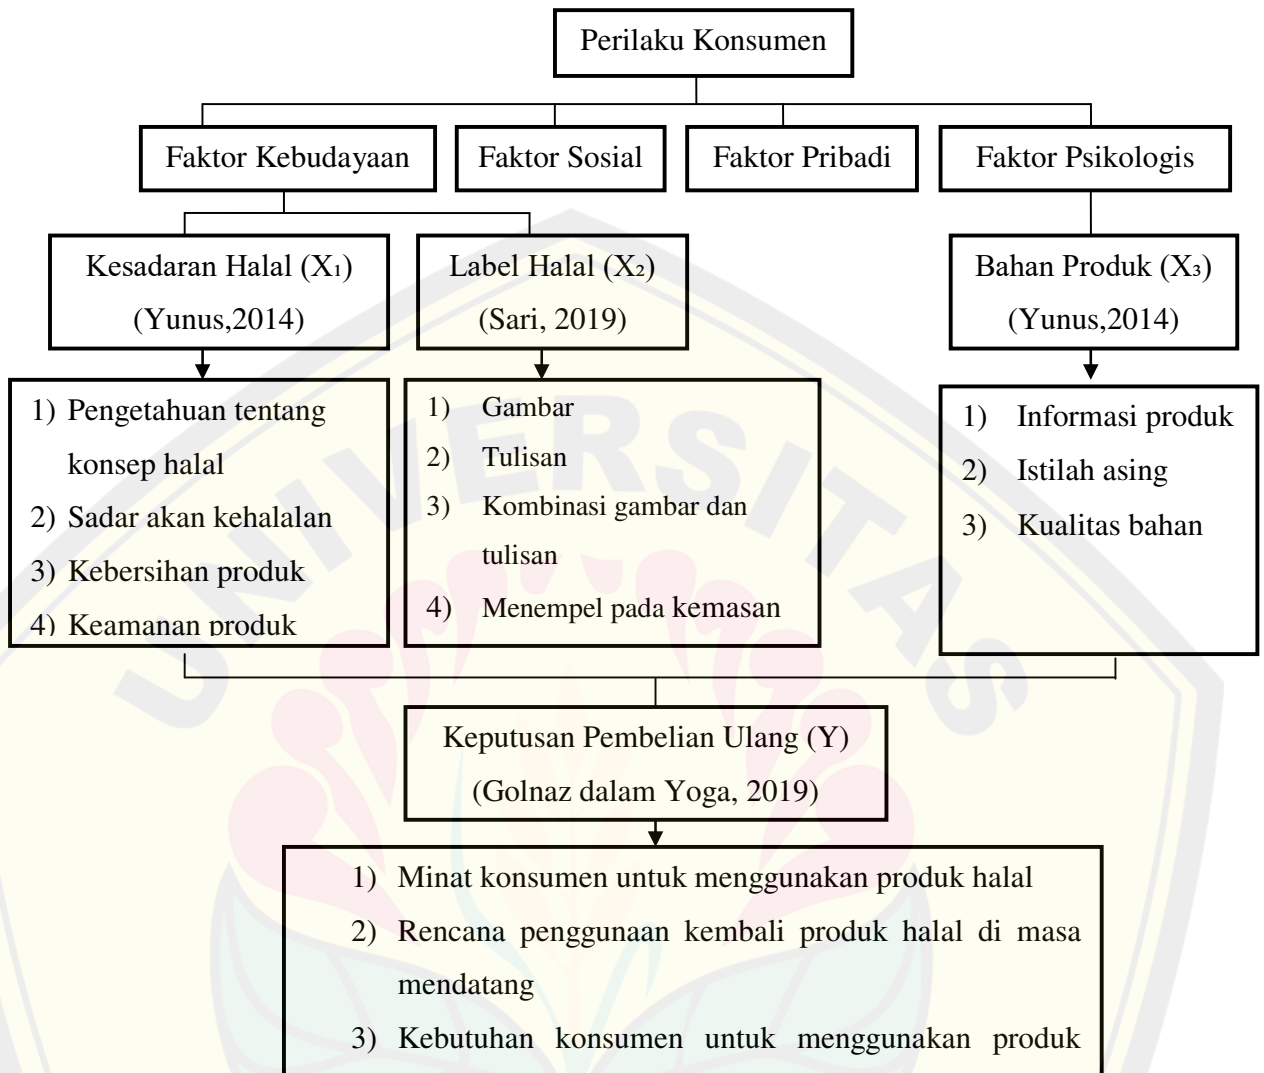 Perilaku Konsumen
Faktor Kebudayaan
Faktor Sosial
Faktor Pribadi
Faktor Psikologis
Kesadaran Halal (X₁)
(Yunus,2014)
Label Halal (X₂)
(Sari, 2019)
Bahan Produk (X₃)
(Yunus,2014)
1) Pengetahuan tentang
konsep halal
2) Sadar akan kehalalan
3) Kebersihan produk
4) Keamanan produk
1) Gambar
2) Tulisan
3) Kombinasi gambar dan
tulisan
4) Menempel pada kemasan
1) Informasi produk
2) Istilah asing
3) Kualitas bahan
Keputusan Pembelian Ulang (Y)
(Golnaz dalam Yoga, 2019)
1) Minat konsumen untuk menggunakan produk halal
2) Rencana penggunaan kembali produk halal di masa
mendatang
3) Kebutuhan konsumen untuk menggunakan produk
UNIVERSITAS